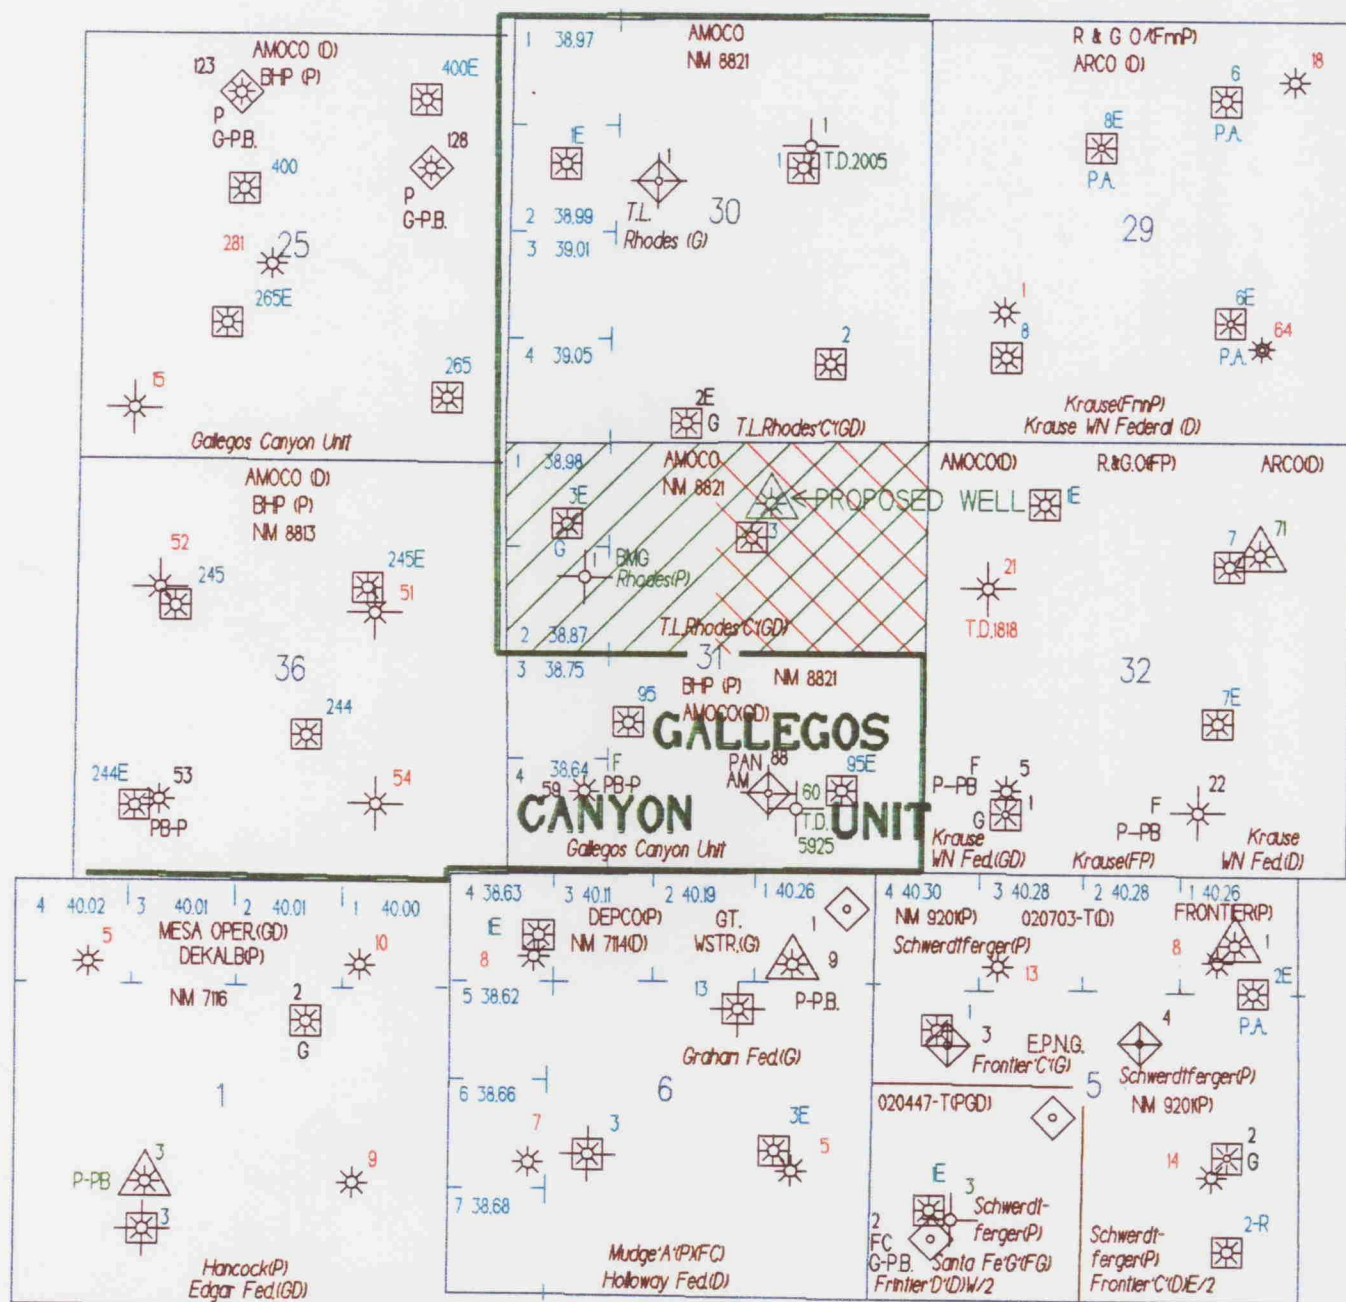 AMOCO (D)
BHP (P)
123
P
G-P.B.
400E
128
P
G-P.B.
400
281
25
265E
265
15
Gallegos Canyon Unit
1 38.97
AMOCO
NM 8821
1E
1
T.L.
Rhodes (G)
1
1
T.D.2005
2 38.99
3 39.01
30
4 39.05
2
2E
G
T.L.Rhodes"C"(GD)
R & G O.(FmnP)
ARCO (D)
18
6
P.A.
8E
P.A.
29
1
8
6E
P.A.
64
Krause(FmnP)
Krause WN Federal (D)
AMOCO (D)
BHP (P)
NM 8813
52
245
245E
51
36
244
244E
53
PB-P
54
1 38.98
AMOCO
NM 8821
3E
G
1
BMG
Rhodes(P)
PROPOSED WELL
3
T.L.Rhodes"C"(GD)
2 38.87
31
3 38.75
BHP (P)
NM 8821
AMOCO(GD)
95
GALLEGOS
4 38.64
F
PB-P
59
PAN
AM
88
60
T.D.
5925
95E
CANYON
UNIT
Gallegos Canyon Unit
AMOCO(D)
R.&G.O.(FP)
ARCO(D)
1E
7
71
21
T.D.1818
32
7E
F
P-PB
5
G
1
22
F
P-PB
Krause
WN Fed.(GD)
Krause(FP)
Krause
WN Fed.(D)
4 40.02
3 40.01
2 40.01
1 40.00
5
MESA OPER.(GD)
DEKALB(P)
10
NM 7116
2
G
1
P-PB
3
3
9
Hancock(P)
Edgar Fed.(GD)
4 38.63
3 40.11
2 40.19
1 40.26
1E
8
DEPCO(P)
NM 7114(D)
GT.
WSTR.(G)
1
9
P-P.B.
5 38.62
13
Graham Fed.(G)
6 38.66
6
7
3
3E
5
7 38.68
Mudge"A"(P)(FC)
Holloway Fed.(D)
4 40.30
3 40.28
2 40.28
1 40.26
NM 9201(P)
020703-T(D)
FRONTIER(P)
Schwerdtferger(P)
13
8
1
2E
P.A.
1
3
E.P.N.G.
4
Frontier"C"(G)
5
Schwerdtferger(P)
020447-T(PGD)
NM 9201(P)
14
2
G
1E
3
Schwerdt-
ferger(P)
2
FC
G-P.B.
Santa Fe"G"(FG)
Frintier"D"(D)W/2
2-R
Schwerdt-
ferger(P)
Frontier"C"(D)E/2